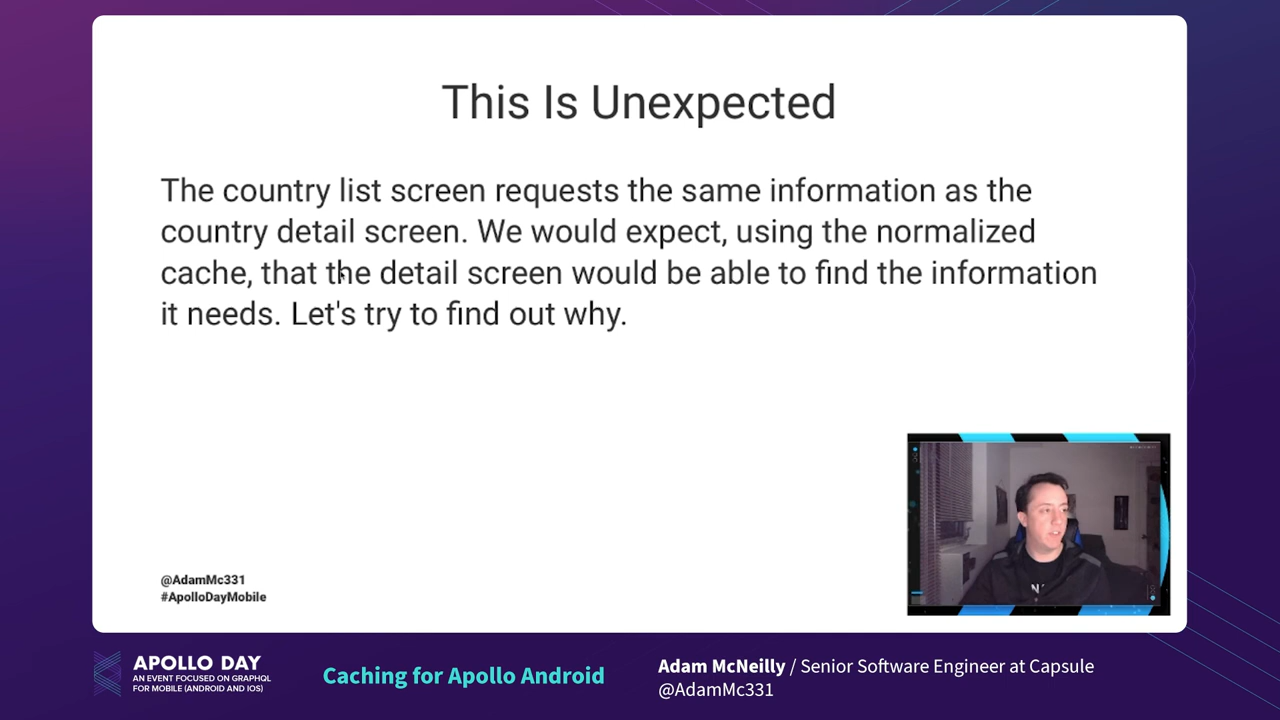 This Is Unexpected
The country list screen requests the same information as the
country detail screen. We would expect, using the normalized
cache, that the detail screen would be able to find the information
it needs. Let's try to find out why.
@AdamMc331
#ApolloDayMobile
APOLLO DAY
AN EVENT FOCUSED ON GRAPHQL
FOR MOBILE (ANDROID AND IOS)
Caching for Apollo Android
Adam McNeilly / Senior Software Engineer at Capsule
@AdamMc331